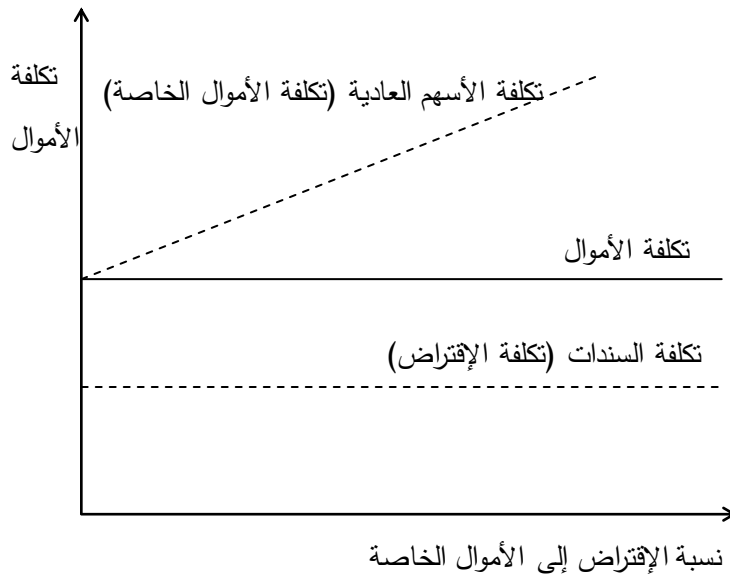 تكلفة
الأموال
تكلفة الأسهم العادية (تكلفة الأموال الخاصة)
تكلفة الأموال
تكلفة السندات (تكلفة الإقتراض)
نسبة الإقتراض إلى الأموال الخاصة